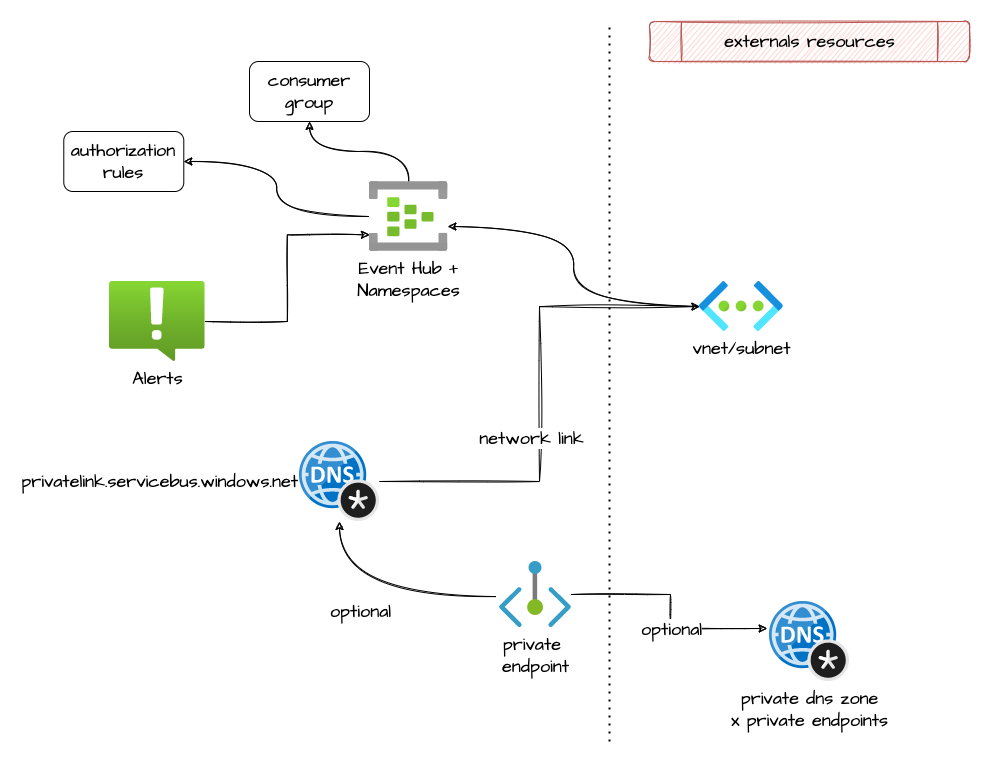 externals resources
consumer
group
authorization
rules
Event Hub +
Namespaces
Alerts
vnet/subnet
network link
privatelink.servicebus.windows.net
DNS
optional
private
endpoint
optional
DNS
private dns zone
x private endpoints